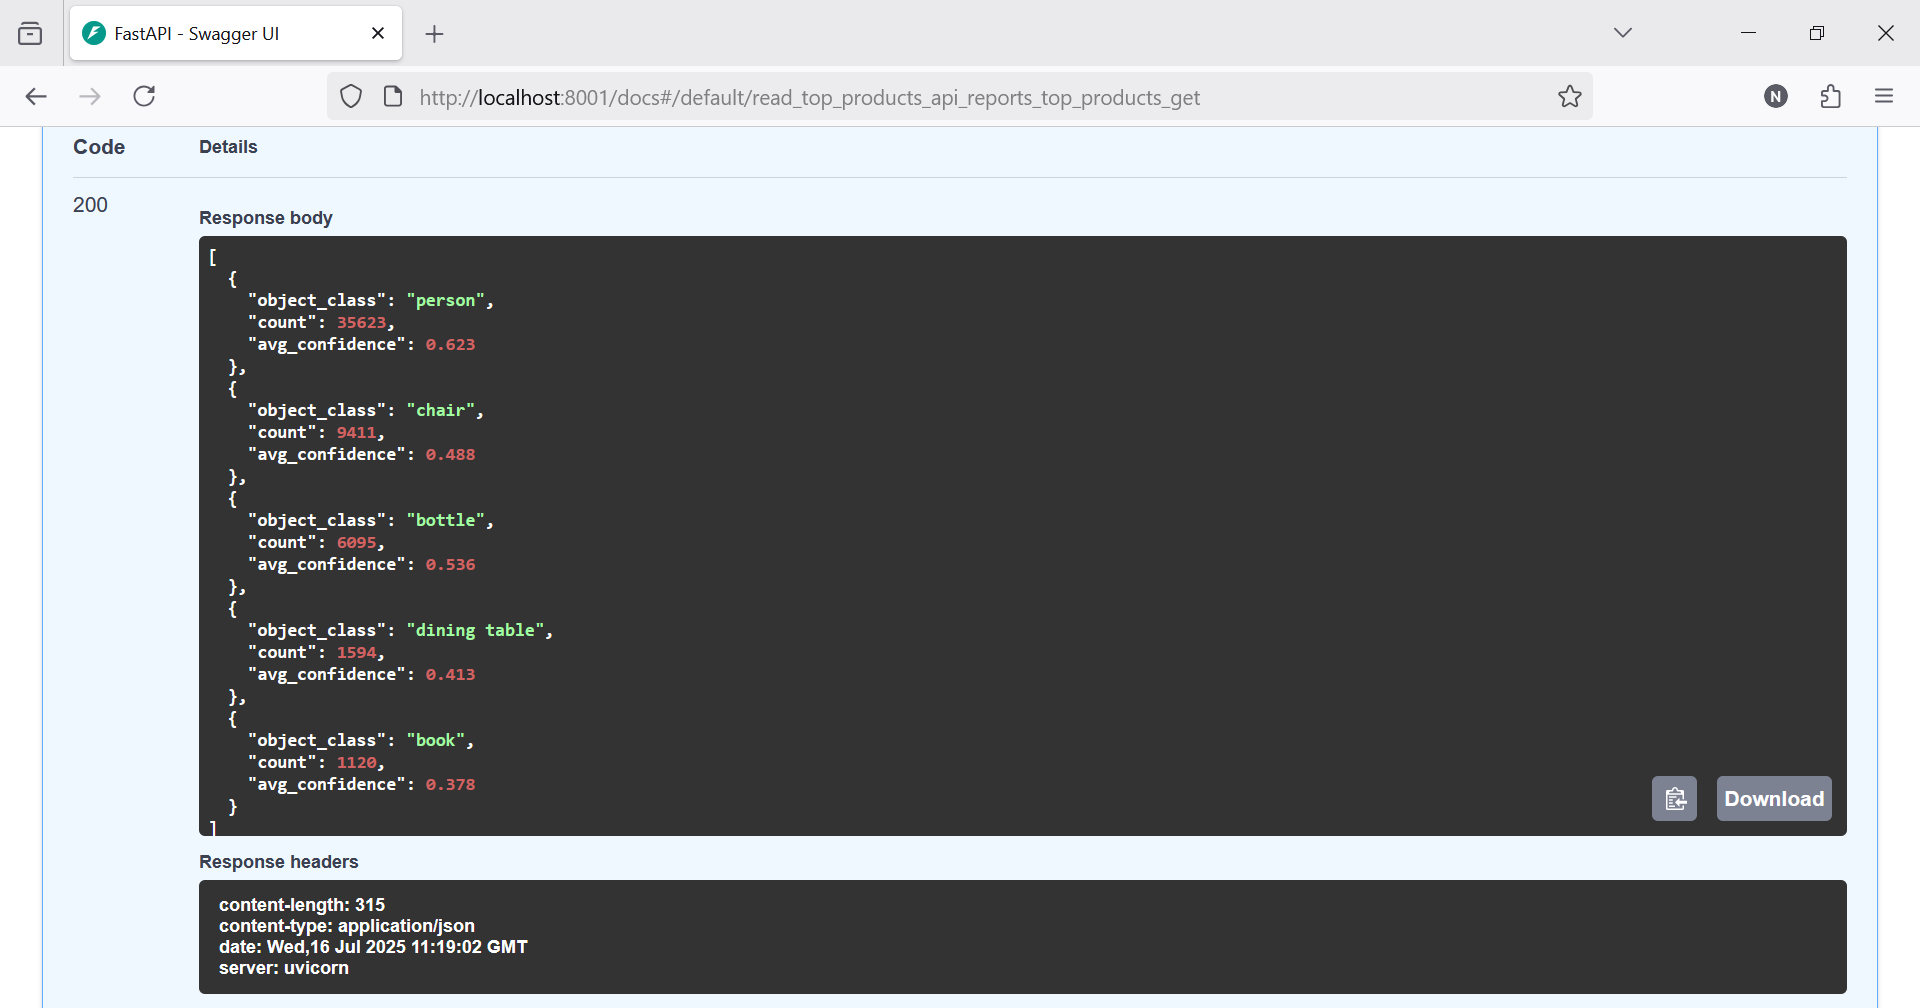 FastAPI - Swagger UI
http://localhost:8001/docs#/default/read_top_products_api_reports_top_products_get
N
Code Details
200
Response body
[
  {
    "object_class": "person",
    "count": 35623,
    "avg_confidence": 0.623
  },
  {
    "object_class": "chair",
    "count": 9411,
    "avg_confidence": 0.488
  },
  {
    "object_class": "bottle",
    "count": 6095,
    "avg_confidence": 0.536
  },
  {
    "object_class": "dining table",
    "count": 1594,
    "avg_confidence": 0.413
  },
  {
    "object_class": "book",
    "count": 1120,
    "avg_confidence": 0.378
  }
]
Download
Response headers
content-length: 315
content-type: application/json
date: Wed,16 Jul 2025 11:19:02 GMT
server: uvicorn